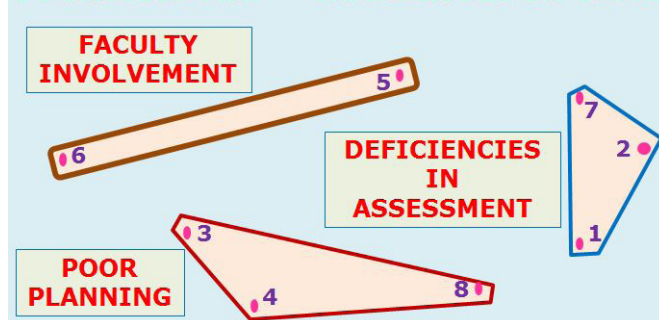 FACULTY
INVOLVEMENT
5
6
7
2
1
DEFICIENCIES
IN
ASSESSMENT
3
4
8
POOR
PLANNING